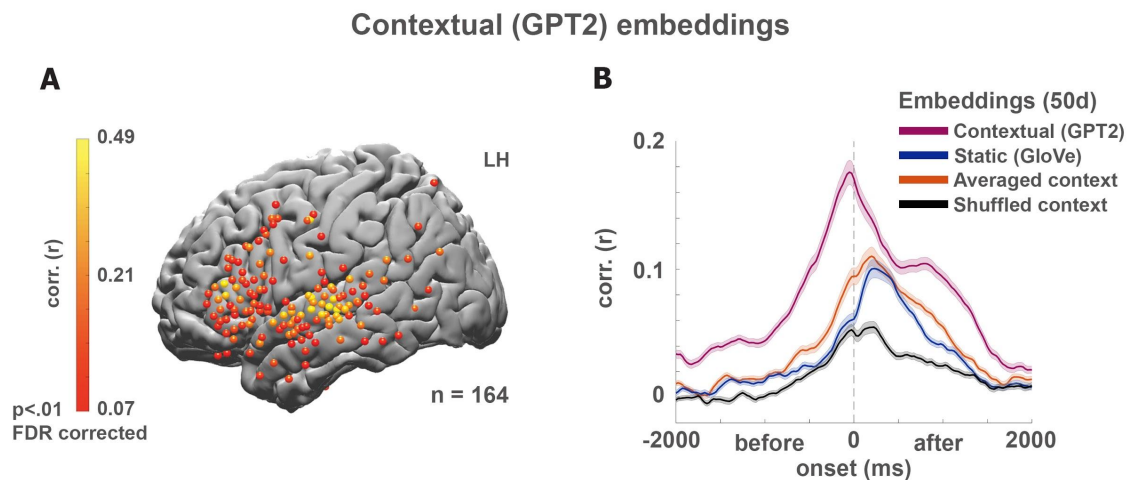 Contextual (GPT2) embeddings
A
0.49
corr. (r)
0.21
0.07
p<.01
FDR corrected
LH
n = 164
B
Embeddings (50d)
Contextual (GPT2)
Static (GloVe)
Averaged context
Shuffled context
0.2
corr. (r)
0.1
0
-2000 before 0 after 2000
onset (ms)